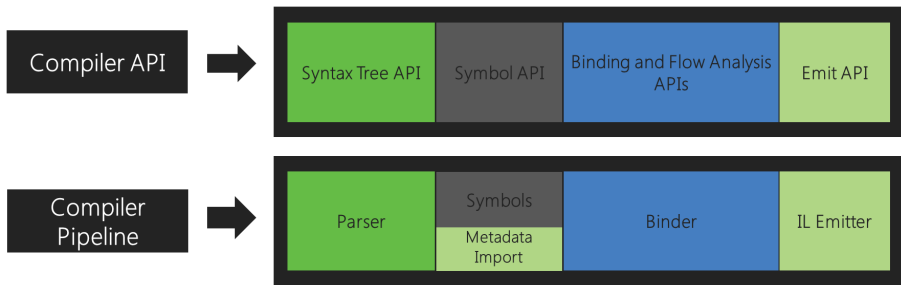 Compiler API
Syntax Tree API
Symbol API
Binding and Flow Analysis
APIs
Emit API
Compiler
Pipeline
Parser
Symbols
Metadata
Import
Binder
IL Emitter